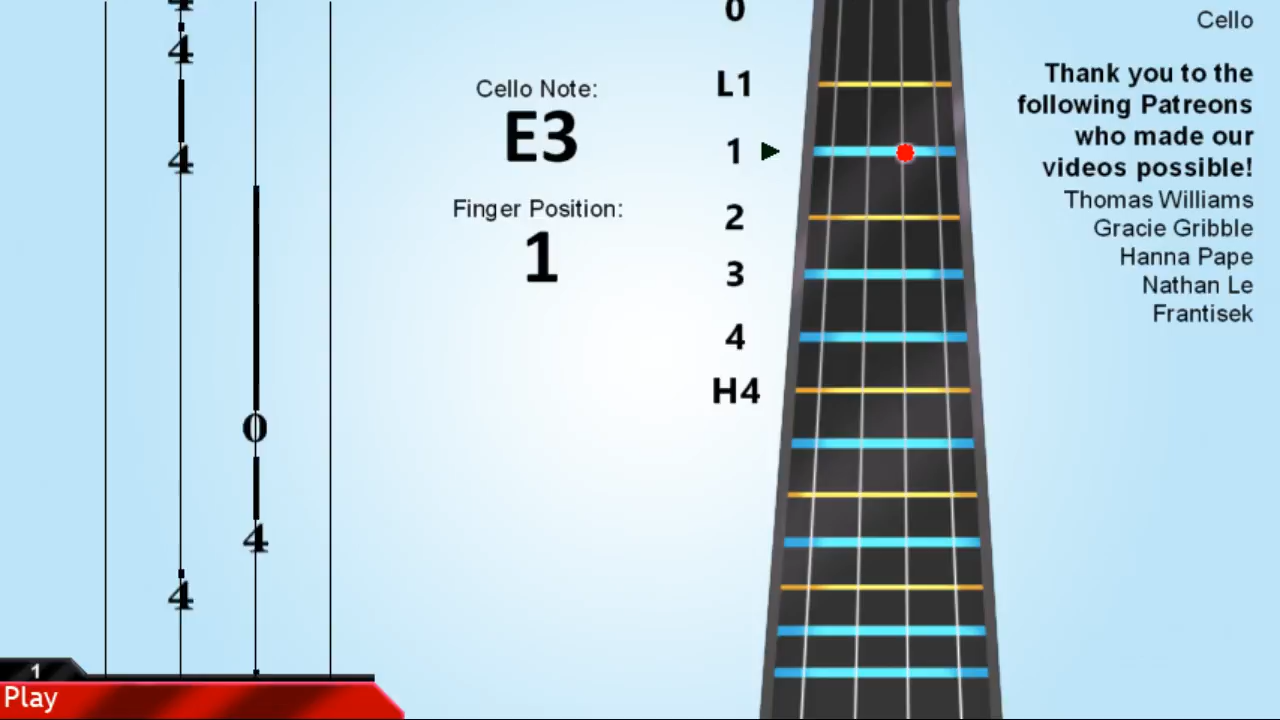 4
4
4
0
4
4
1
Play
Cello Note:
E3
Finger Position:
1
0
L1
1
2
3
4
H4
Cello
Thank you to the
following Patreons
who made our
videos possible!
Thomas Williams
Gracie Gribble
Hanna Pape
Nathan Le
Frantisek